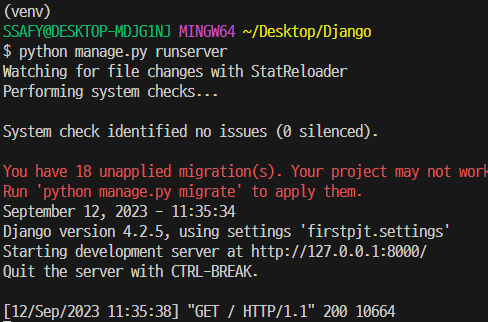 (venv)
SSAFY@DESKTOP-MDJG1NJ MINGW64 ~/Desktop/Django
$ python manage.py runserver
Watching for file changes with StatReloader
Performing system checks...
System check identified no issues (0 silenced).
You have 18 unapplied migration(s). Your project may not work
Run 'python manage.py migrate' to apply them.
September 12, 2023 - 11:35:34
Django version 4.2.5, using settings 'firstpjt.settings'
Starting development server at http://127.0.0.1:8000/
Quit the server with CTRL-BREAK.
[12/Sep/2023 11:35:38] "GET / HTTP/1.1" 200 10664